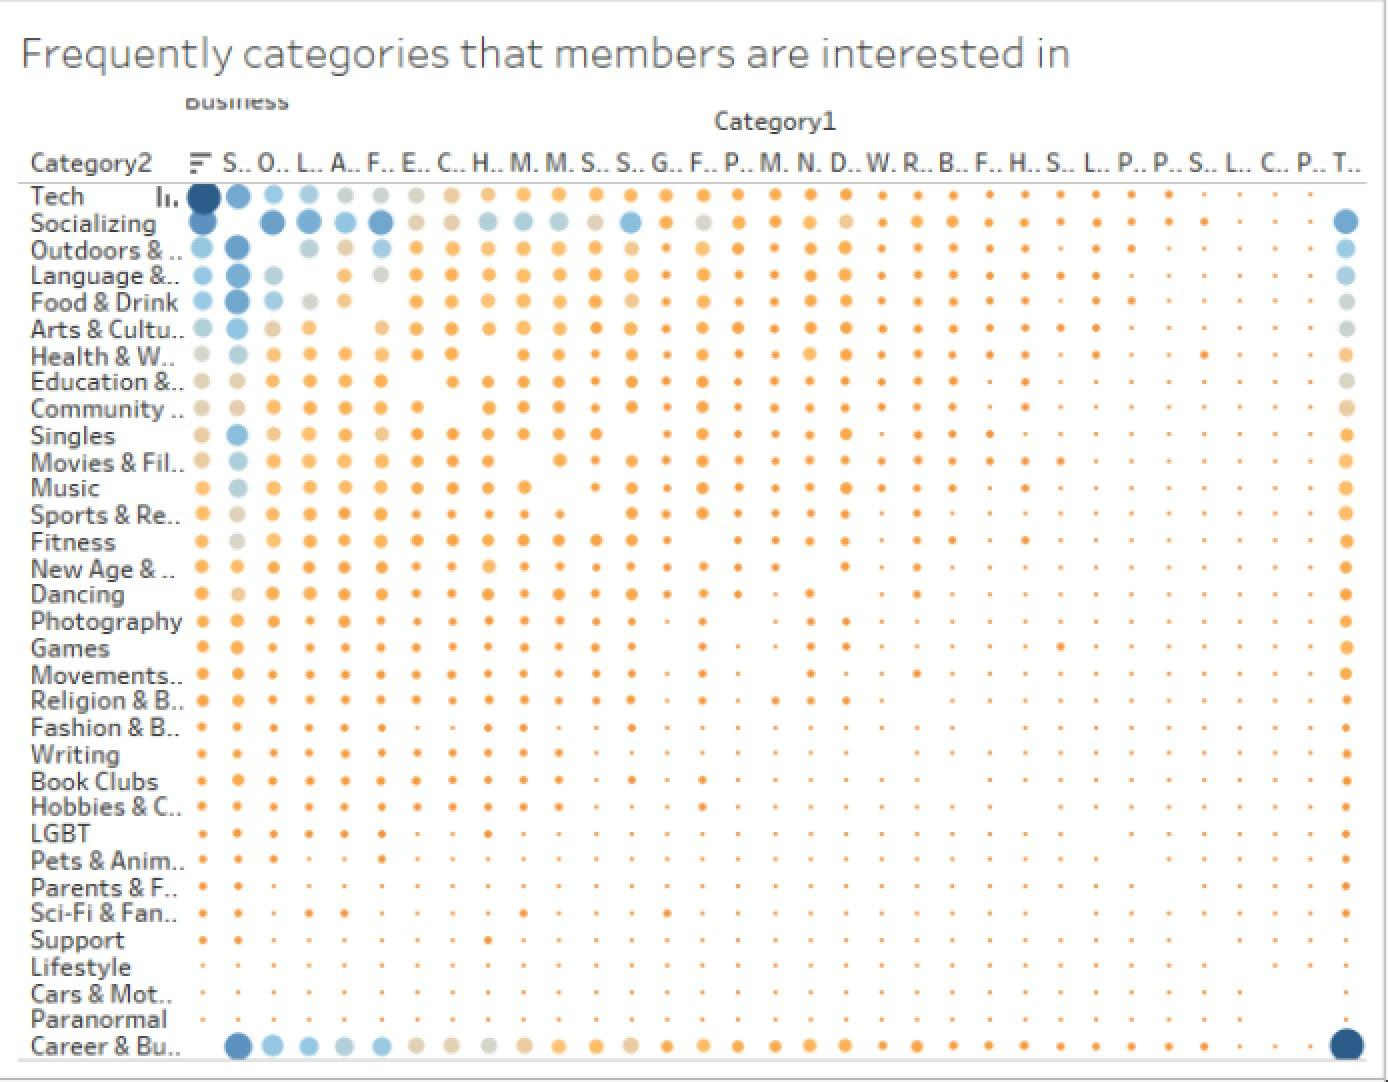 Frequently categories that members are interested in
Business
Category1
Category2 S.. O.. L.. A.. F.. E.. C.. H.. M.. M. S.. S.. G.. F.. P.. M. N. D.. W. R.. B.. F.. H.. S.. L.. P.. P.. S.. L.. C.. P.. T..
Tech
Socializing
Outdoors & ..
Language &..
Food & Drink
Arts & Cultu..
Health & W..
Education &..
Community ..
Singles
Movies & Fil..
Music
Sports & Re..
Fitness
New Age & ..
Dancing
Photography
Games
Movements..
Religion & B..
Fashion & B..
Writing
Book Clubs
Hobbies & C..
LGBT
Pets & Anim..
Parents & F..
Sci-Fi & Fan..
Support
Lifestyle
Cars & Mot..
Paranormal
Career & Bu..